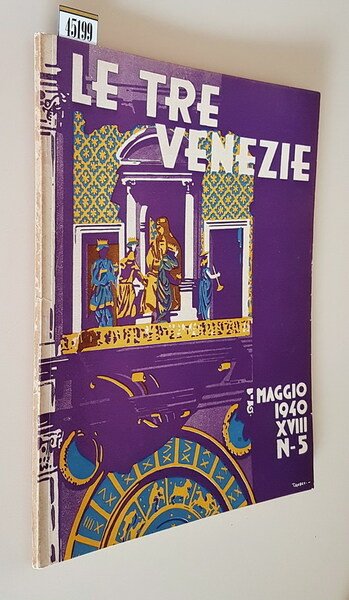 45199
LE TRE
VENEZIE
MAGGIO
1940
XVIII
N-5